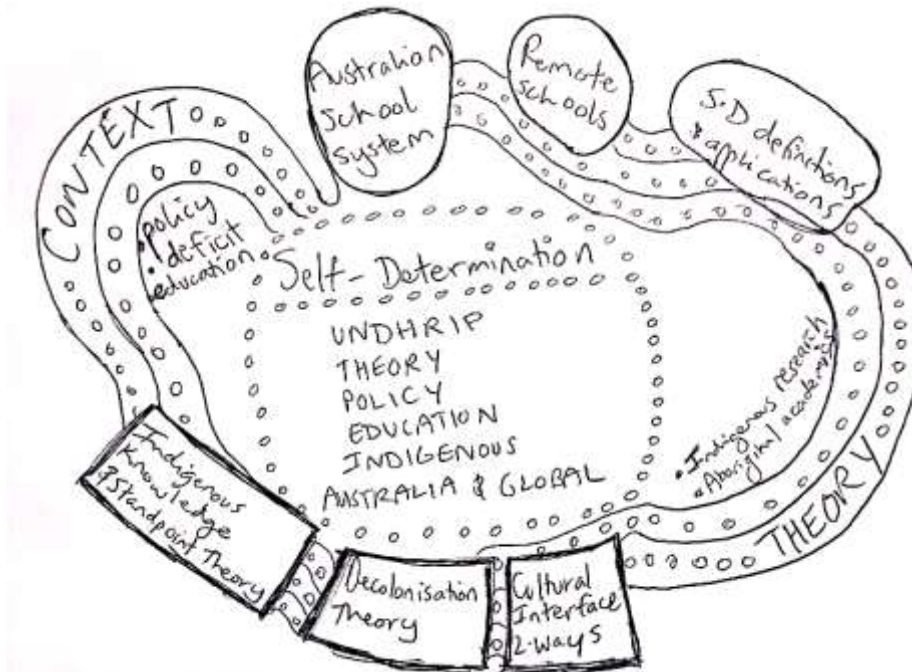 Australian
School
System
Remote
Schools
S.D definitions
& applications
CONTEXT
• policy
• deficit
• education
Self-Determination
UNDHRIP
THEORY
POLICY
EDUCATION
INDIGENOUS
AUSTRALIA & GLOBAL
• Indigenous research
• Aboriginal academics
THEORY
Indigenous
Knowledge
& Standpoint Theory
Decolonisation
Theory
Cultural
Interface
2-ways